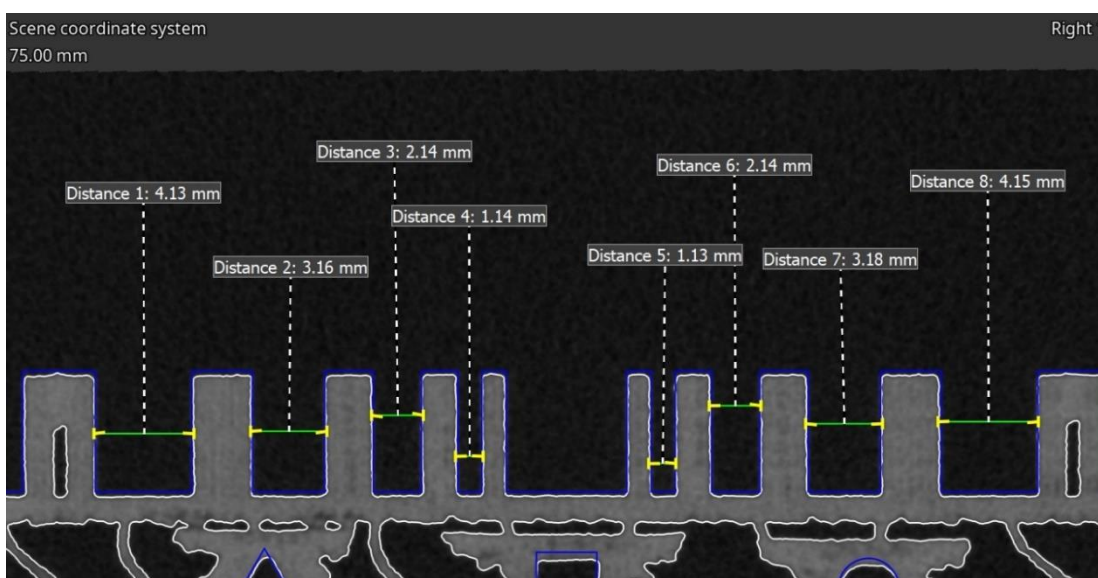 Scene coordinate system
Right
75.00 mm
Distance 3: 2.14 mm
Distance 6: 2.14 mm
Distance 1: 4.13 mm
Distance 8: 4.15 mm
Distance 4: 1.14 mm
Distance 5: 1.13 mm
Distance 7: 3.18 mm
Distance 2: 3.16 mm